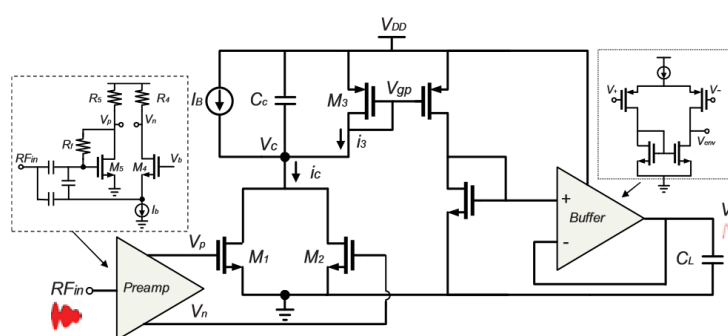 VDD
IB
Cc
M3
Vgp
i3
Vc
ic
R5
R4
Vp
Vn
Rf
RFin
M5
M4
Vb
Ib
V+
V-
Venv
Vp
M1
M2
+
-
Buffer
CL
V
RFin
Preamp
Vn